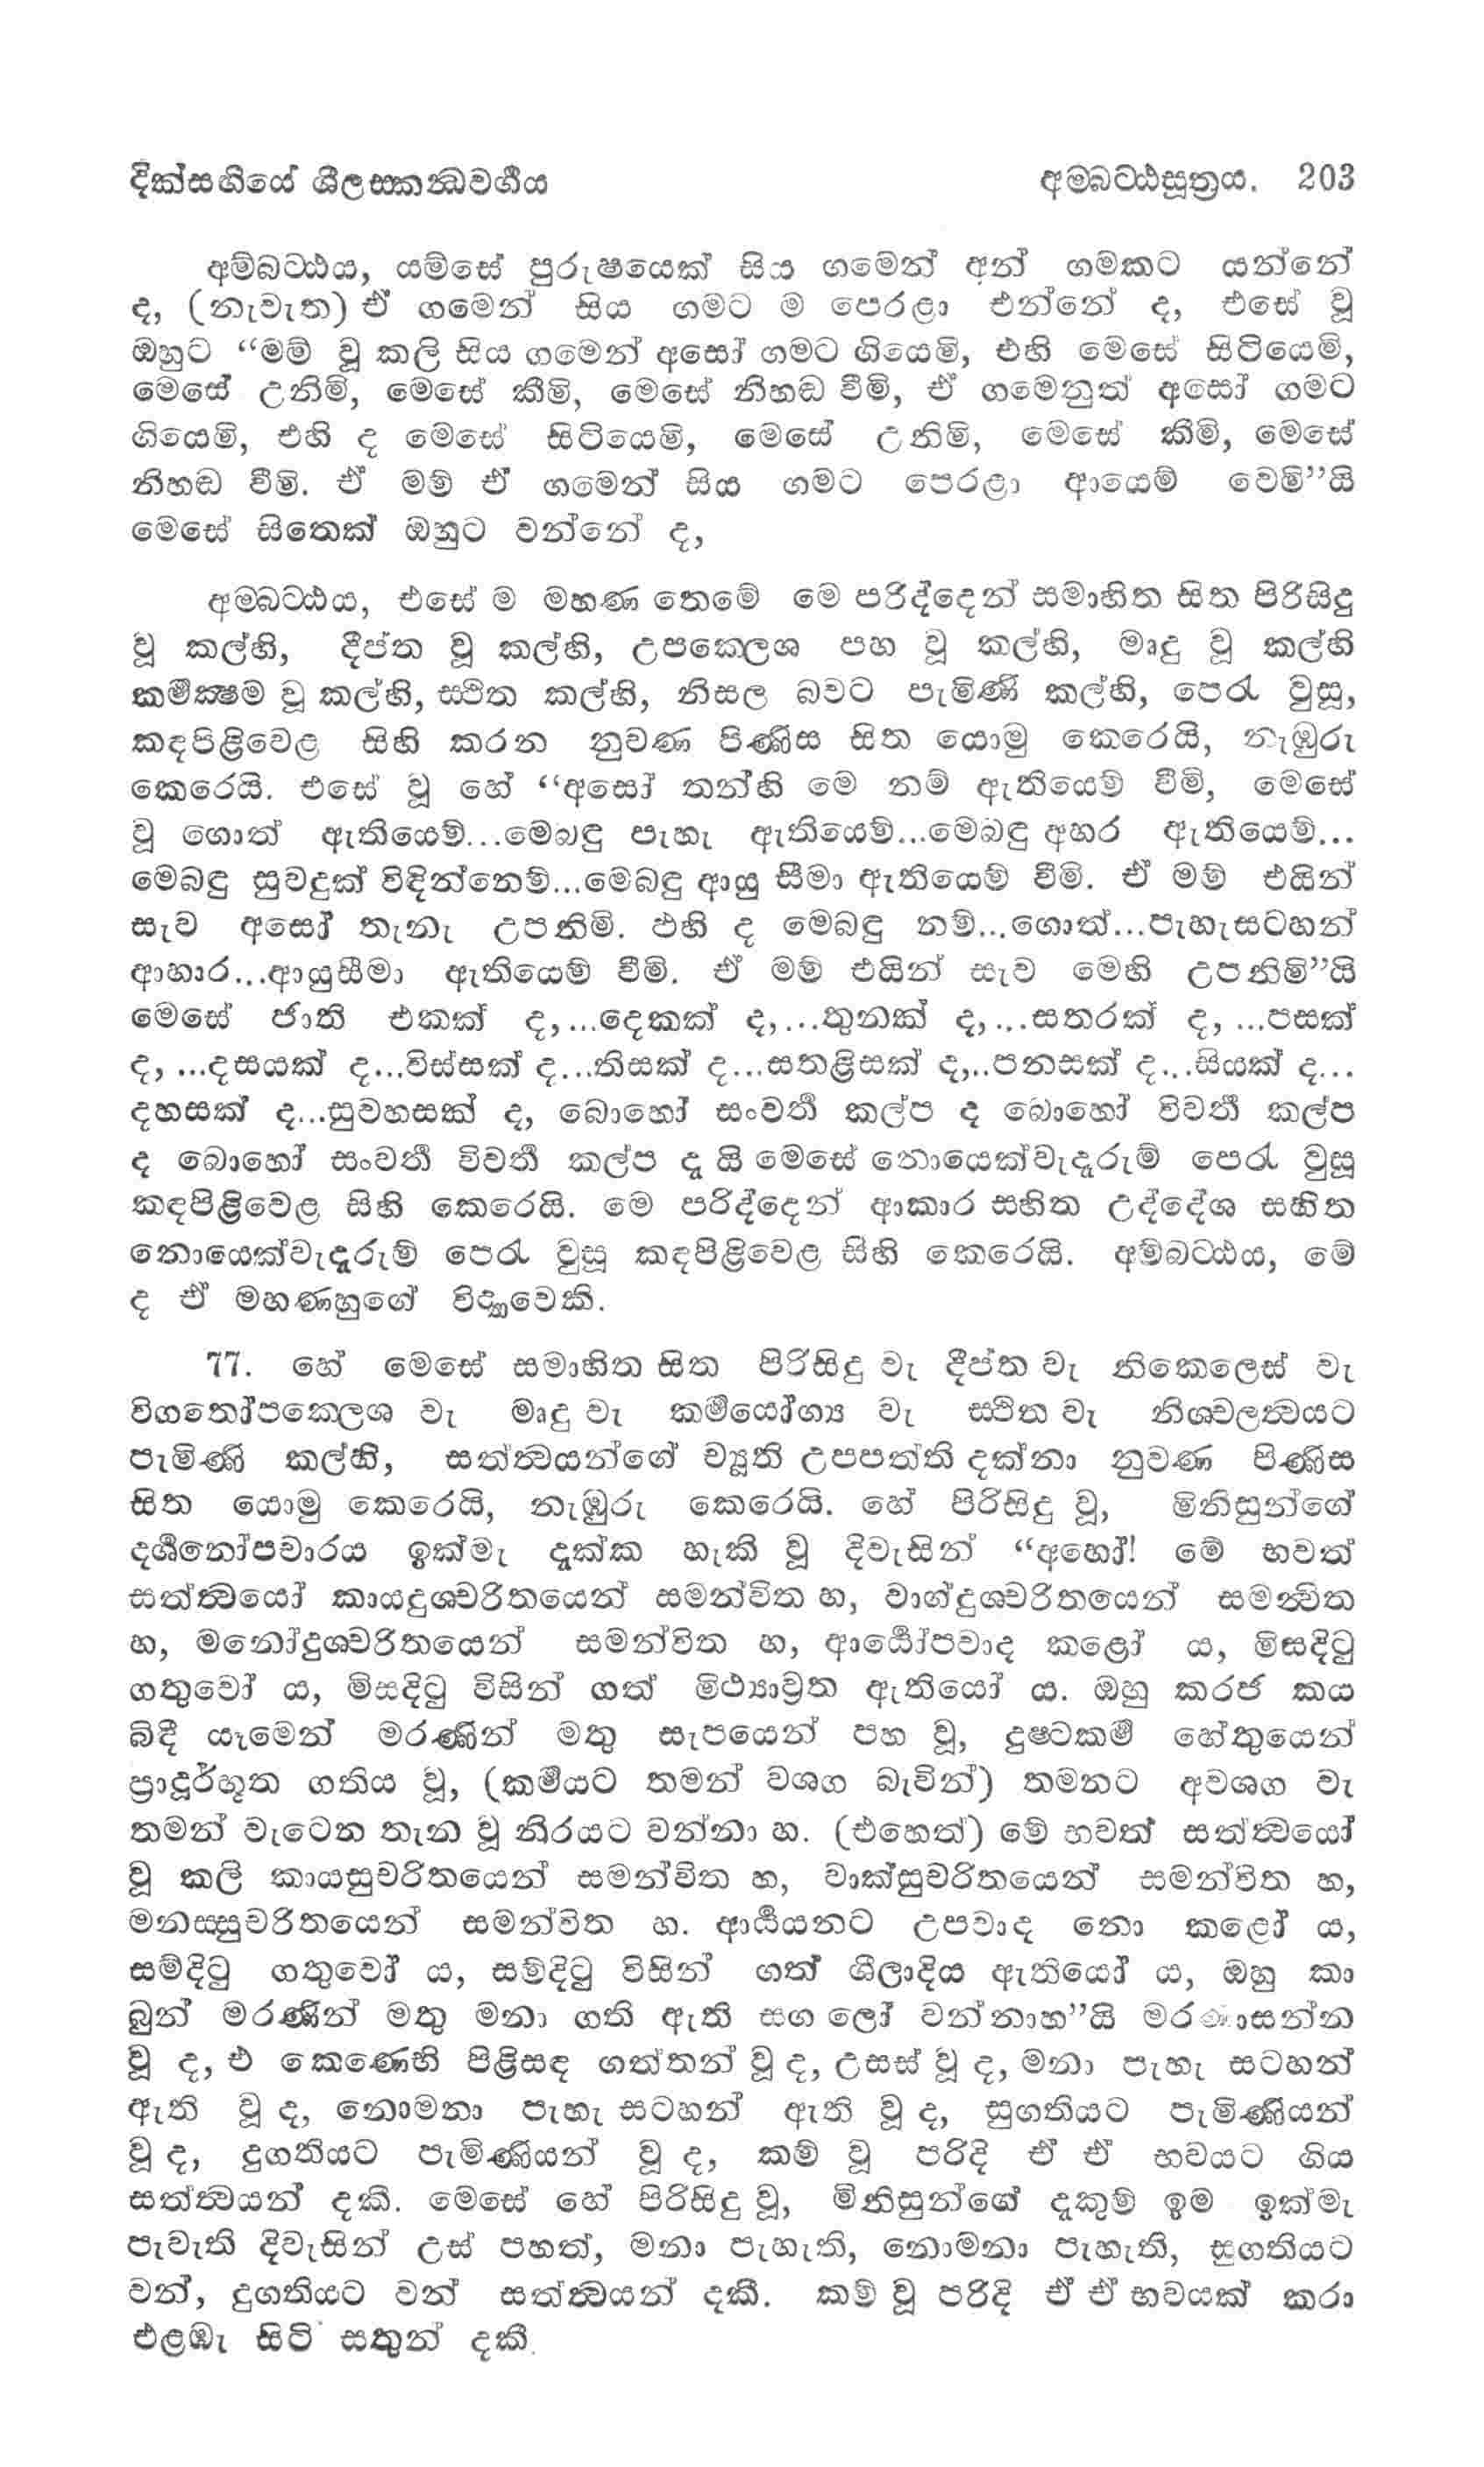 දික්සඟියේ ශීලස්කන්‍ධවර්‍ගය අම්බට්ඨසූත්‍රය. 203
අම්බට්ඨය, යම්සේ පුරුෂයෙක් සිය ගමෙන් අන් ගමකට යන්නේ
ද, (නැවැත) ඒ ගමෙන් සිය ගමට ම පෙරළා එන්නේ ද, එසේ වූ
ඔහුට “මම් වූ කලි සිය ගමෙන් අසෝ ගමට ගියෙමි, එහි මෙසේ සිටියෙමි,
මෙසේ උනිමි, මෙසේ කීමි, මෙසේ නිහඬ වීමි, ඒ ගමෙනුත් අසෝ ගමට
ගියෙමි, එහි ද මෙසේ සිටියෙමි, මෙසේ උනිමි, මෙසේ කීමි, මෙසේ
නිහඬ වීමි. ඒ මම් ඒ ගමෙන් සිය ගමට පෙරළා ආයෙම් වෙමි”යි
මෙසේ සිතෙක් ඔහුට වන්නේ ද,
අම්බට්ඨය, එසේ ම මහණ තෙමේ මෙ පරිද්දෙන් සමාහිත සිත පිරිසිදු
වූ කල්හි, දීප්ත වූ කල්හි, උපක්ලෙශ පහ වූ කල්හි, මෘදු වූ කල්හි
කර්‍මක්‍ෂම වූ කල්හි, ස්ථිත කල්හි, නිසල බවට පැමිණි කල්හි, පෙරැ වුසූ,
කඳපිළිවෙළ සිහි කරන නුවණ පිණිස සිත යොමු කෙරෙයි, නැඹුරු
කෙරෙයි. එසේ වූ හේ “අසෝ තන්හි මෙ නම් ඇතියෙම් වීමි, මෙසේ
වූ ගොත් ඇතියෙම්...මෙබඳු පැහැ ඇතියෙම්...මෙබඳු අහර ඇතියෙම්...
මෙබඳු සුවදුක් විඳින්නෙම්...මෙබඳු ආයු සීමා ඇතියෙම් වීමි. ඒ මම් එයින්
සැව අසෝ තැනැ උපනිමි. එහි ද මෙබඳු නම්...ගොත්...පැහැසටහන්
ආහාර...ආයුසීමා ඇතියෙම් වීමි. ඒ මම් එයින් සැව මෙහි උපනිමි”යි
මෙසේ ජාති එකක් ද,...දෙකක් ද,...තුනක් ද,...සතරක් ද, ...පසක්
ද, ...දසයක් ද...විස්සක් ද...තිසක් ද...සතළිසක් ද,..පනසක් ද...සියක් ද...
දහසක් ද...සුවහසක් ද, බොහෝ සංවර්‍ත කල්ප ද බොහෝ විවර්‍ත කල්ප
ද බොහෝ සංවර්‍ත විවර්‍ත කල්ප දැ යි මෙසේ නොයෙක්වැදෑරුම් පෙරැ වුසූ
කඳපිළිවෙළ සිහි කෙරෙයි. මෙ පරිද්දෙන් ආකාර සහිත උද්දේශ සහිත
නොයෙක්වැදෑරුම් පෙරැ වුසූ කඳපිළිවෙළ සිහි කෙරෙයි. අම්බට්ඨය, මේ
ද ඒ මහණහුගේ විද්‍යාවෙකි.
77. හේ මෙසේ සමාහිත සිත පිරිසිදු වැ දීප්ත වැ නිකෙලෙස් වැ
විගතෝපක්ලෙශ වැ මෘදු වැ කර්‍මයෝග්‍ය වැ ස්ථිත වැ නිශ්චලත්‍වයට
පැමිණි කල්හි, සත්ත්‍වයන්ගේ ච්‍යුති උපපත්ති දක්නා නුවණ පිණිස
සිත යොමු කෙරෙයි, නැඹුරු කෙරෙයි. හේ පිරිසිදු වූ, මිනිසුන්ගේ
දර්‍ශනෝපචාරය ඉක්මැ දැක්ක හැකි වූ දිවැසින් “අහෝ! මේ භවත්
සත්ත්‍වයෝ කායදුශ්චරිතයෙන් සමන්විත හ, වාග්දුශ්චරිතයෙන් සමන්‍විත
හ, මනෝදුශ්චරිතයෙන් සමන්විත හ, ආර්‍ය්‍යෝපවාද කළෝ ය, මිසදිටු
ගතුවෝ ය, මිසදිටු විසින් ගත් මිථ්‍යාව්‍රත ඇතියෝ ය. ඔහු කරජ කය
බිඳී යෑමෙන් මරණින් මතු සැපයෙන් පහ වූ, දුෂ්ටකර්‍ම හේතුයෙන්
ප්‍රාදූර්භූත ගතිය වූ, (කර්‍මයට තමන් වශග බැවින්) තමනට අවශග වැ
තමන් වැටෙන තැන වූ නිරයට වන්නා හ. (එහෙත්) මේ භවත් සත්ත්‍වයෝ
වූ කලි කායසුචරිතයෙන් සමන්විත හ, වාක්සුචරිතයෙන් සමන්විත හ,
මනස්සුචරිතයෙන් සමන්විත හ. ආර්‍ය්‍යයනට උපවාද නො කළෝ ය,
සම්දිටු ගතුවෝ ය, සම්දිටු විසින් ගත් ශීලාදිය ඇතියෝ ය, ඔහු කා
බුන් මරණින් මතු මනා ගති ඇති සග ලෝ වන්නාහ”යි මරණාසන්න
වූ ද, එ කෙණෙහි පිළිසඳ ගත්තන් වූ ද, උසස් වූ ද, මනා පැහැ සටහන්
ඇති වූ ද, නොමනා පැහැ සටහන් ඇති වූ ද, සුගතියට පැමිණියන්
වූ ද, දුගතියට පැමිණියන් වූ ද, කම් වූ පරිදි ඒ ඒ භවයට ගිය
සත්ත්‍වයන් දකී. මෙසේ හේ පිරිසිදු වූ, මිනිසුන්ගේ දැකුම් ඉම ඉක්මැ
පැවැති දිවැසින් උස් පහත්, මනා පැහැති, නොමනා පැහැති, සුගතියට
වන්, දුගතියට වන් සත්ත්‍වයන් දකී. කම් වූ පරිදි ඒ ඒ භවයක් කරා
එළඹැ සිටි සතුන් දකී.